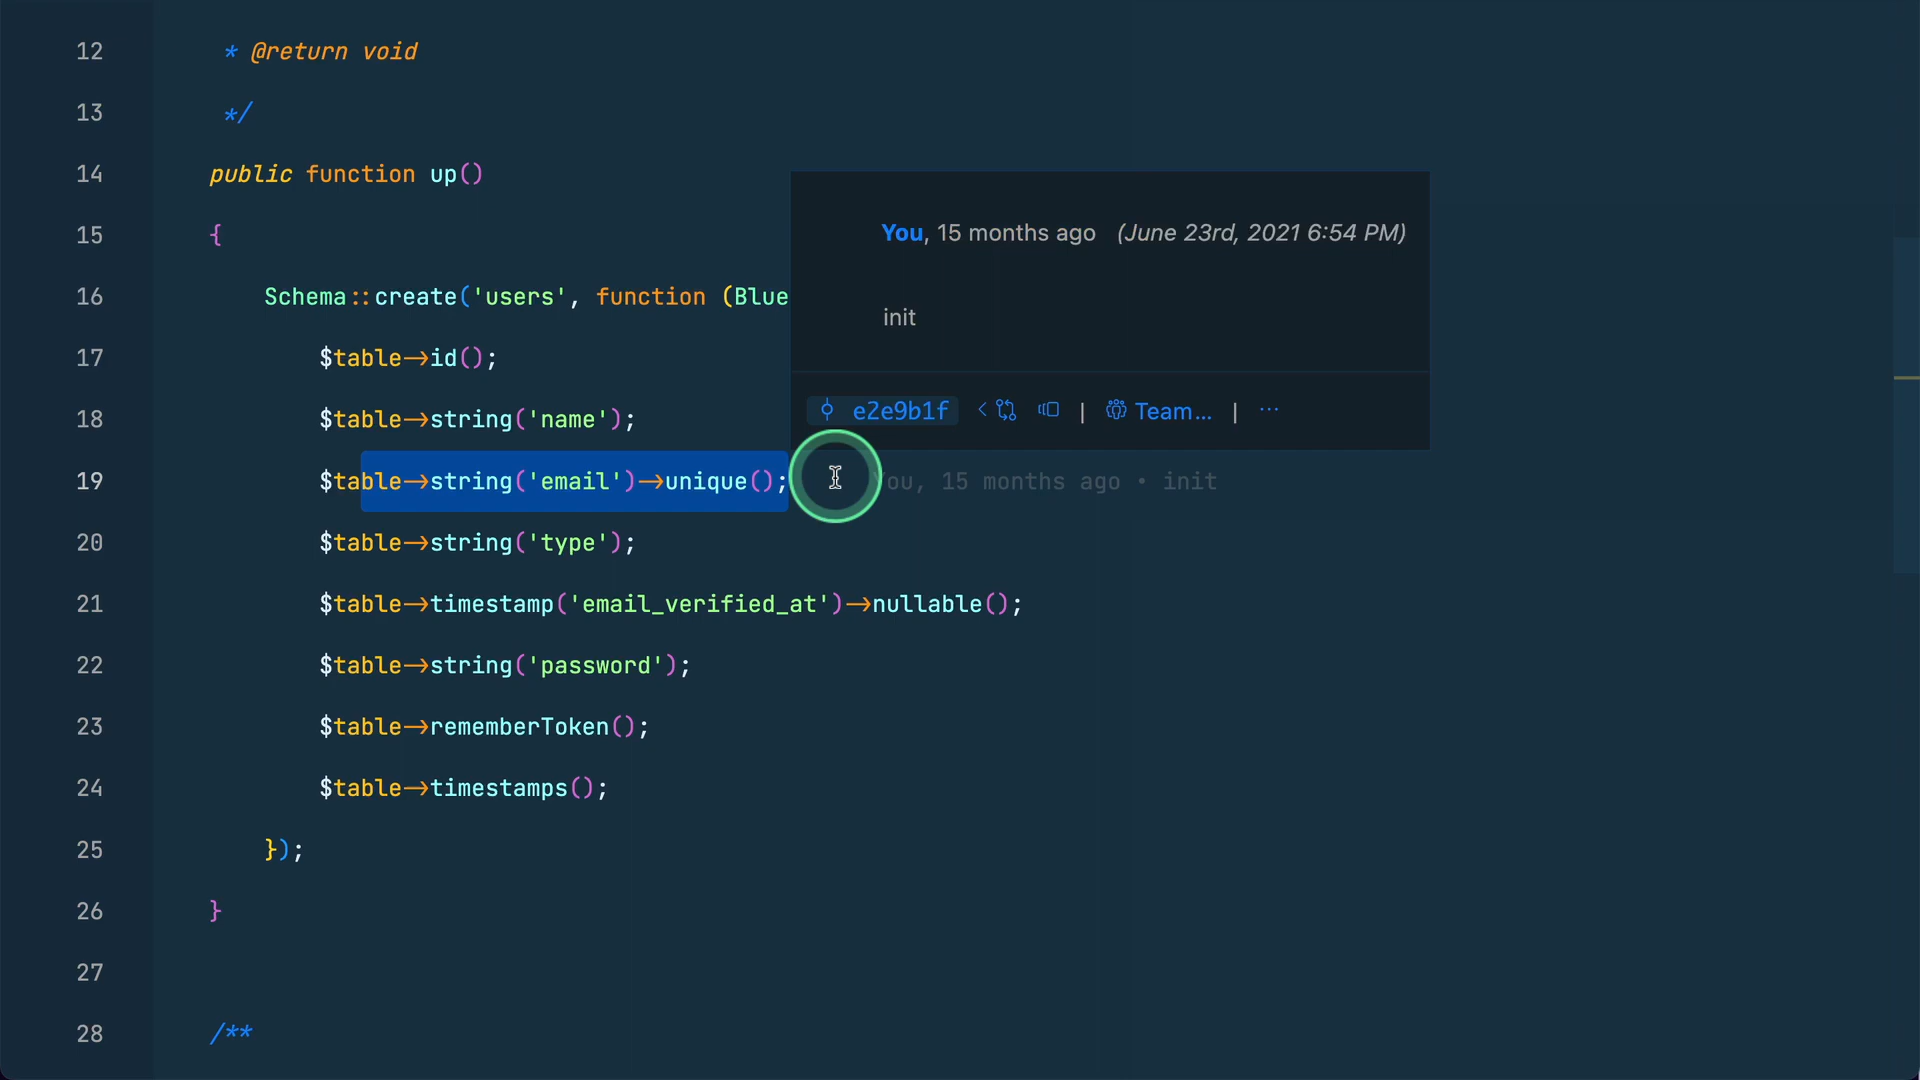 12 * @return void
13 */
14 public function up()
You, 15 months ago (June 23rd, 2021 6:54 PM)
15 {
16 Schema::create('users', function (Blue
init
17 $table->id();
e2e9b1f | Team... | ...
18 $table->string('name');
19 $table->string('email')->unique(); You, 15 months ago • init
20 $table->string('type');
21 $table->timestamp('email_verified_at')->nullable();
22 $table->string('password');
23 $table->rememberToken();
24 $table->timestamps();
25 });
26 }
27
28 /**